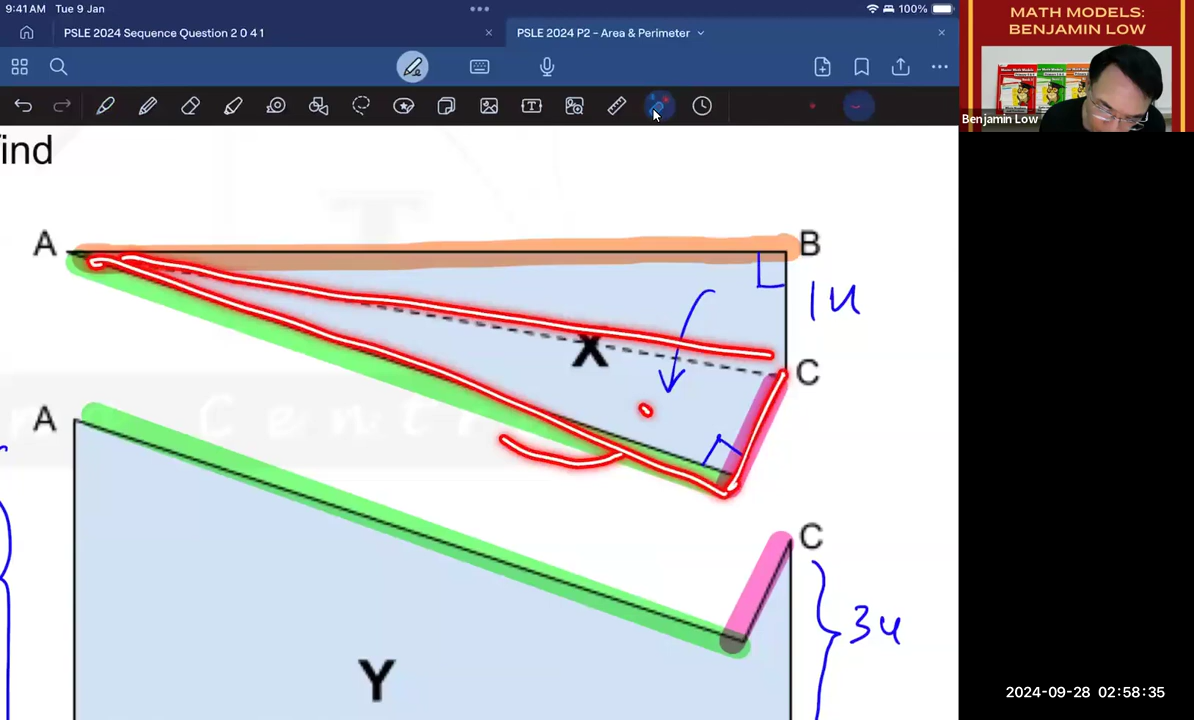 9:41 AM Tue 9 Jan
100%
PSLE 2024 Sequence Question 2 0 4 1
PSLE 2024 P2 - Area & Perimeter
MATH MODELS:
BENJAMIN LOW
Benjamin Low
find
A
B
1u
X
C
A
C
3u
Y
2024-09-28 02:58:35